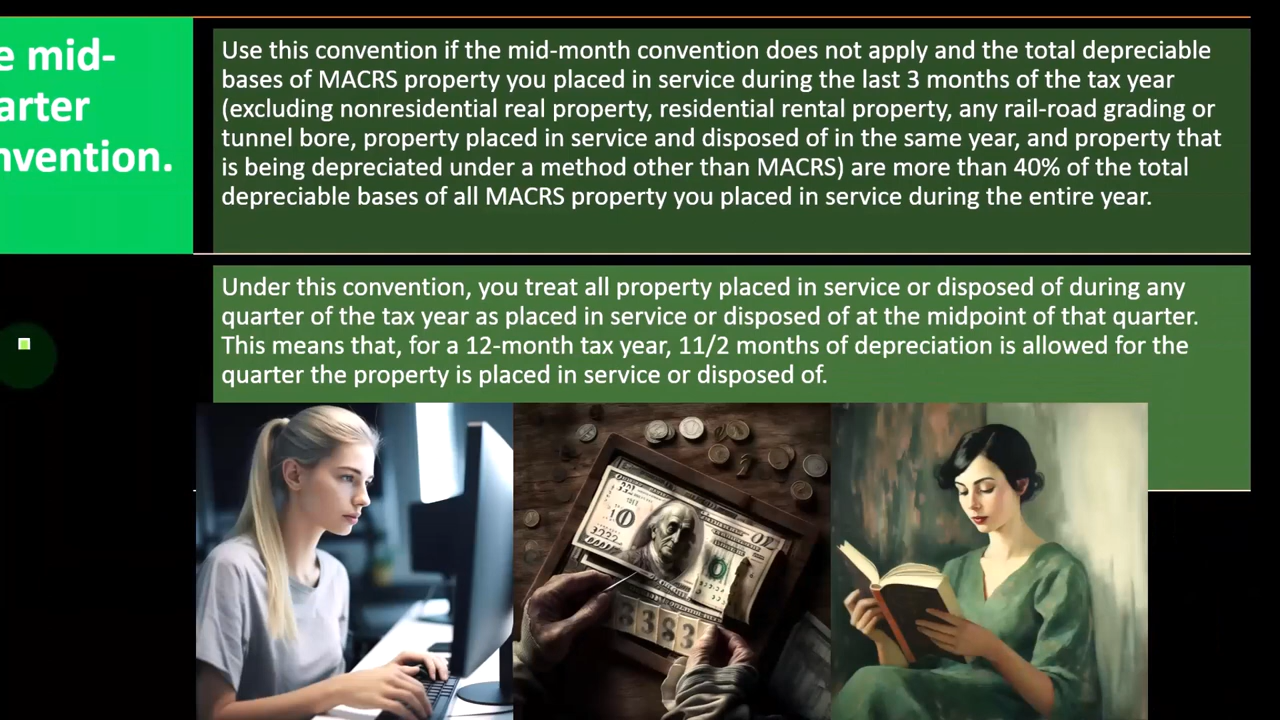 e mid-
arter
nvention.
Use this convention if the mid-month convention does not apply and the total depreciable
bases of MACRS property you placed in service during the last 3 months of the tax year
(excluding nonresidential real property, residential rental property, any rail-road grading or
tunnel bore, property placed in service and disposed of in the same year, and property that
is being depreciated under a method other than MACRS) are more than 40% of the total
depreciable bases of all MACRS property you placed in service during the entire year.
Under this convention, you treat all property placed in service or disposed of during any
quarter of the tax year as placed in service or disposed of at the midpoint of that quarter.
This means that, for a 12-month tax year, 11/2 months of depreciation is allowed for the
quarter the property is placed in service or disposed of.